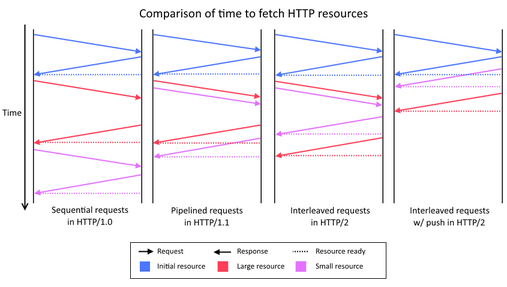 Comparison of time to fetch HTTP resources
Time
Sequential requests
in HTTP/1.0
Pipelined requests
in HTTP/1.1
Interleaved requests
in HTTP/2
Interleaved requests
w/ push in HTTP/2
Request
Response
Resource ready
Initial resource
Large resource
Small resource